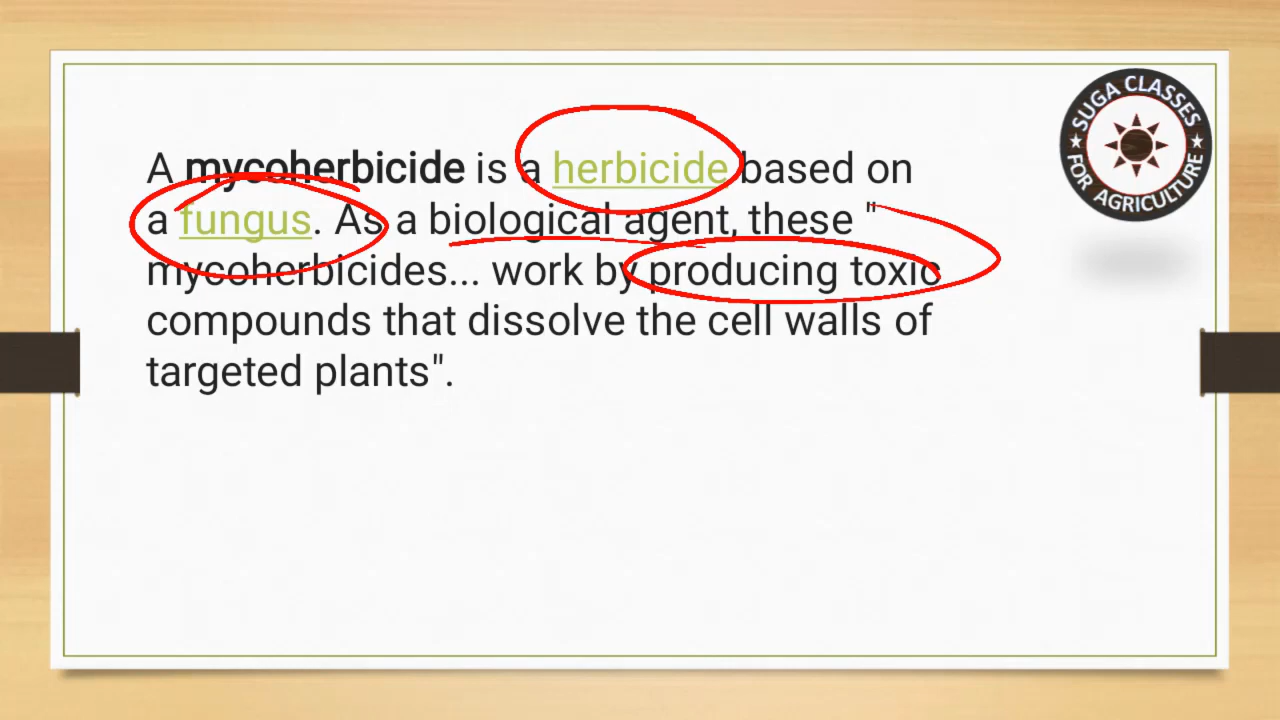 A mycoherbicide is a herbicide based on
a fungus. As a biological agent, these "
mycoherbicides... work by producing toxic
compounds that dissolve the cell walls of
targeted plants".
SUGA CLASSES
FOR AGRICULTURE